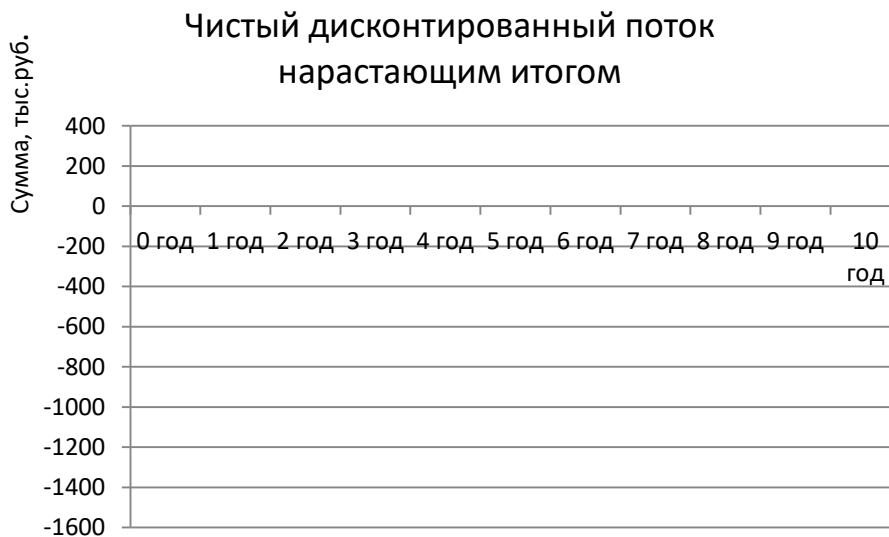 Чистый дисконтированный поток
нарастающим итогом
Сумма, тыс.руб.
400
200
0
0 год 1 год 2 год 3 год 4 год 5 год 6 год 7 год 8 год 9 год 10
год
-200
-400
-600
-800
-1000
-1200
-1400
-1600